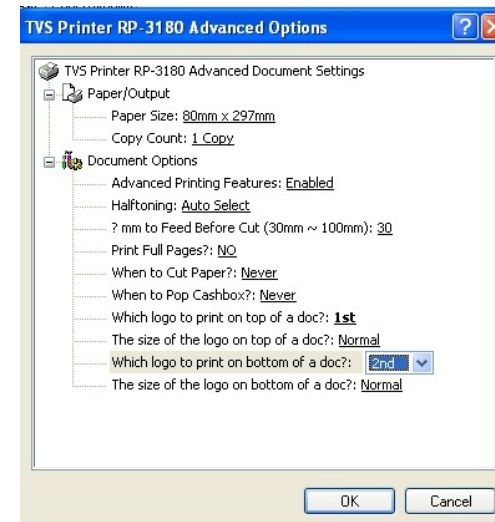 TVS Printer RP-3180 Advanced Options
TVS Printer RP-3180 Advanced Document Settings
Paper/Output
Paper Size: 80mm x 297mm
Copy Count: 1 Copy
Document Options
Advanced Printing Features: Enabled
Halftoning: Auto Select
? mm to Feed Before Cut (30mm ~ 100mm): 30
Print Full Pages?: NO
When to Cut Paper?: Never
When to Pop Cashbox?: Never
Which logo to print on top of a doc?: 1st
The size of the logo on top of a doc?: Normal
Which logo to print on bottom of a doc?: 2nd
The size of the logo on bottom of a doc?: Normal
OK Cancel